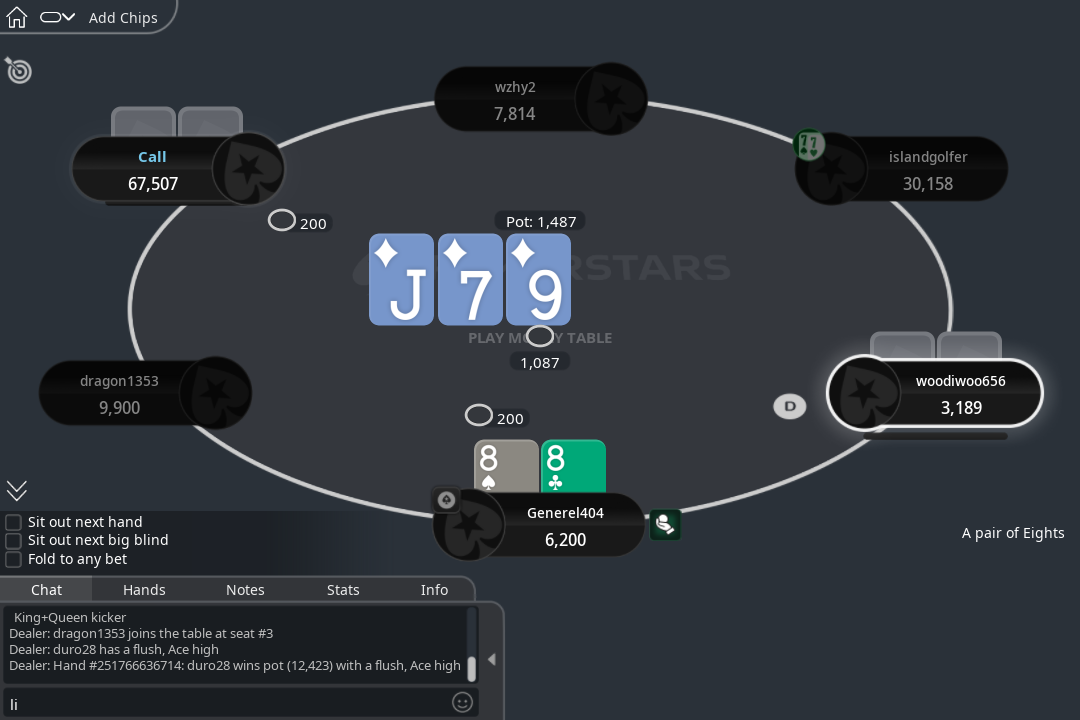 Add Chips
wzhy2
7,814
Call
67,507
77
islandgolfer
30,158
200
Pot: 1,487
RSTARS
J 7 9
PLAY MONEY TABLE
1,087
dragon1353
9,900
woodiwoo656
3,189
D
200
8 8
Generel404
6,200
Sit out next hand
Sit out next big blind
Fold to any bet
A pair of Eights
Chat Hands Notes Stats Info
King+Queen kicker
Dealer: dragon1353 joins the table at seat #3
Dealer: duro28 has a flush, Ace high
Dealer: Hand #251766636714: duro28 wins pot (12,423) with a flush, Ace high
li